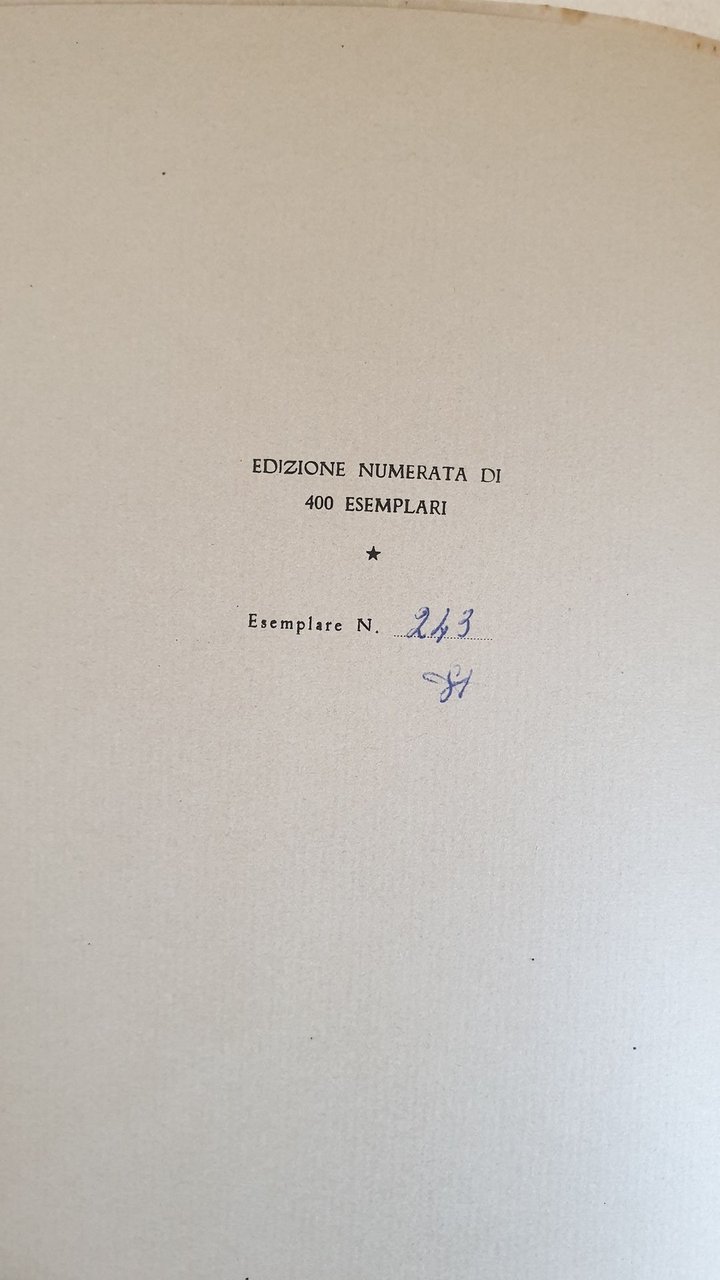 EDIZIONE NUMERATA DI
400 ESEMPLARI
★
Esemplare N. 243